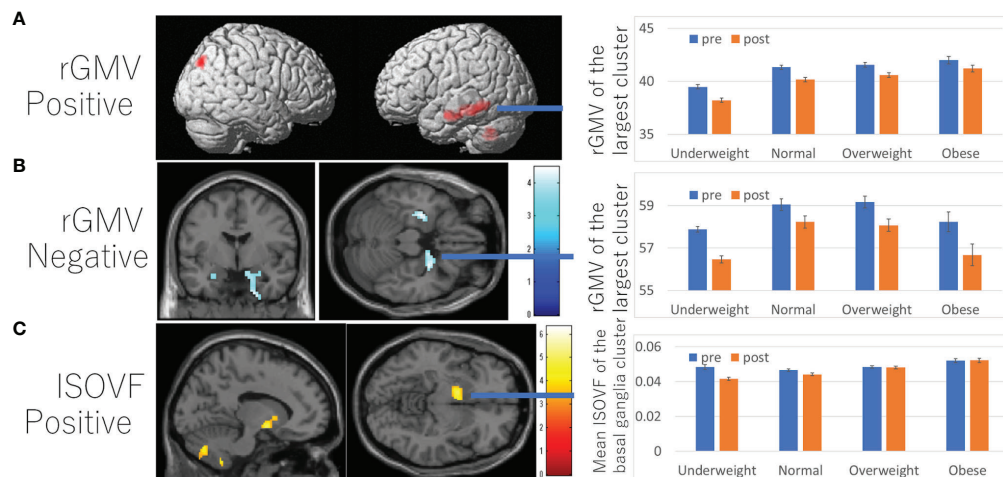 A
rGMV
Positive
rGMV of the
largest cluster
45
40
35
pre post
Underweight Normal Overweight Obese
B
rGMV
Negative
4
3
2
1
0
rGMV of the
largest cluster
59
57
55
pre post
Underweight Normal Overweight Obese
C
ISOVF
Positive
6
5
4
3
2
1
0
Mean ISOVF of the
basal ganglia cluster
0.06
0.04
0.02
0
pre post
Underweight Normal Overweight Obese